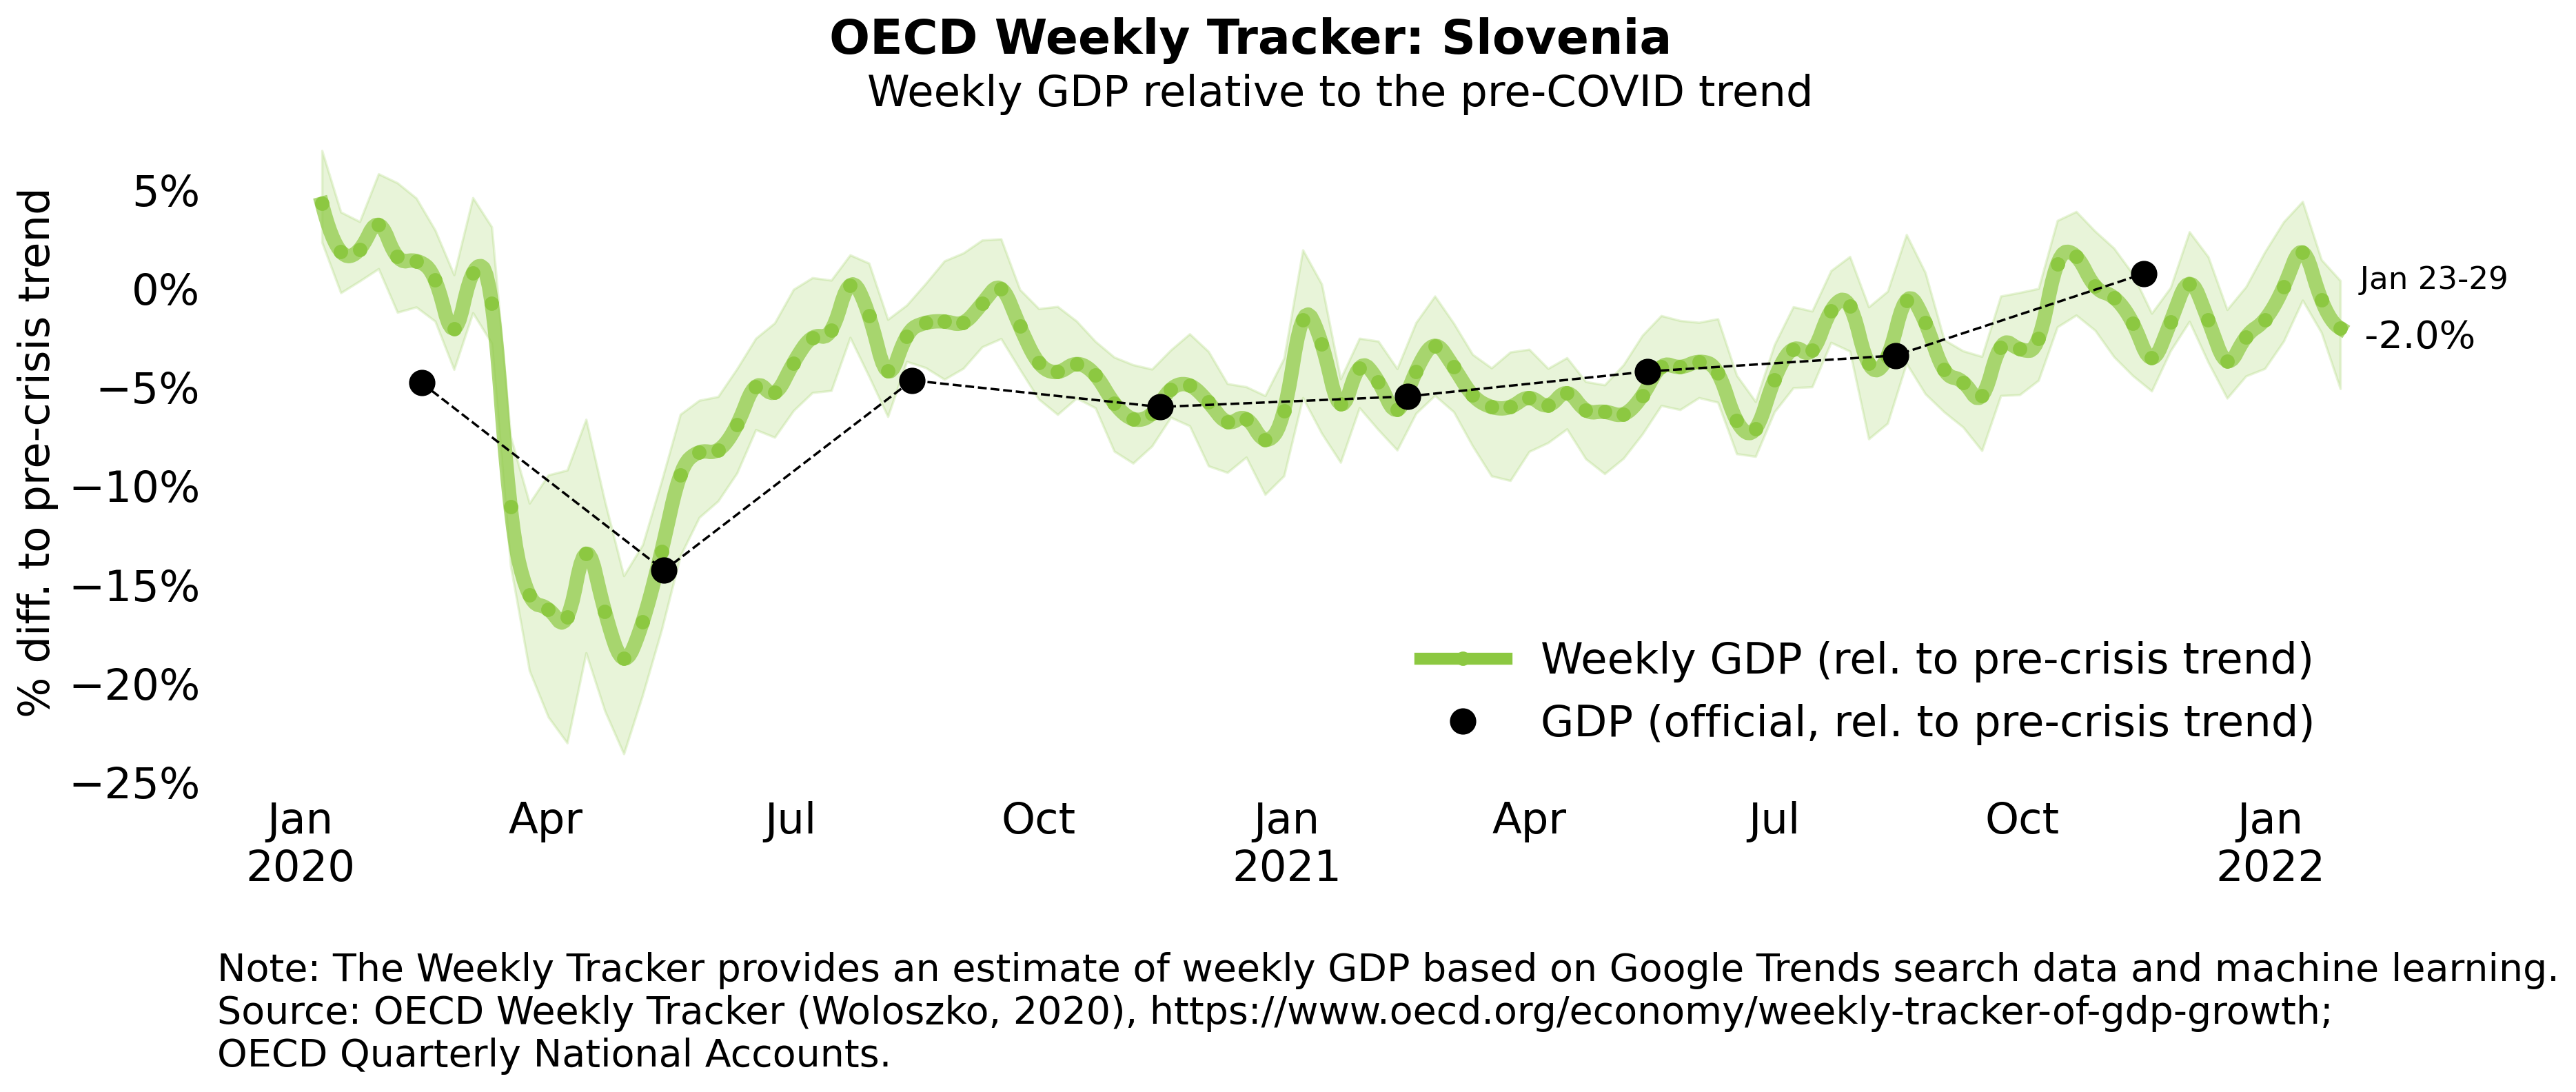 OECD Weekly Tracker: Slovenia
Weekly GDP relative to the pre-COVID trend
% diff. to pre-crisis trend
5%
0%
−5%
−10%
−15%
−20%
−25%
Jan 23-29
-2.0%
Weekly GDP (rel. to pre-crisis trend)
GDP (official, rel. to pre-crisis trend)
Jan Apr Jul Oct Jan Apr Jul Oct Jan
2020 2021 2022
Note: The Weekly Tracker provides an estimate of weekly GDP based on Google Trends search data and machine learning.
Source: OECD Weekly Tracker (Woloszko, 2020), https://www.oecd.org/economy/weekly-tracker-of-gdp-growth;
OECD Quarterly National Accounts.